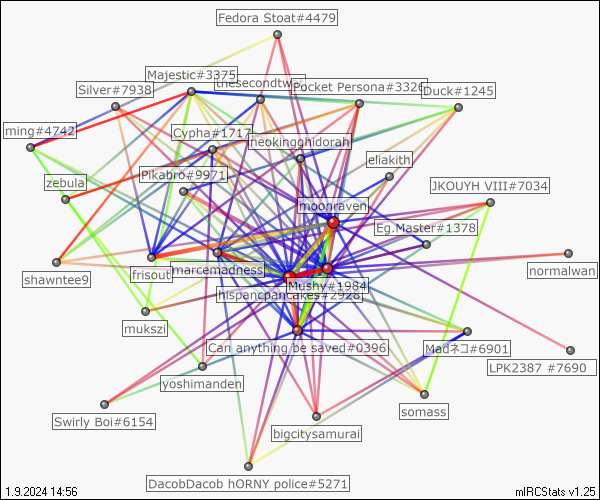 Fedora Stoat#4479
Majestic#3375
Silver#7938
Pocket Persona#3326
Duck#1245
ming#4742
Cypha#1717
eliakith
Pikabro#9971
zebula
JKOUYH VIII#7034
moonraven
Eg.Master#1378
shawntee9
frisout
marcemadness
normalwan
Mushy#1984
hispancpancakes#2928
mukszi
Can anything be saved#0396
Madネコ#6901
LPK2387 #7690
yoshimanden
somass
Swirly Boi#6154
bigcitysamurai
DacobDacob hORNY police#5271
1.9.2024 14:56
mIRCStats v1.25